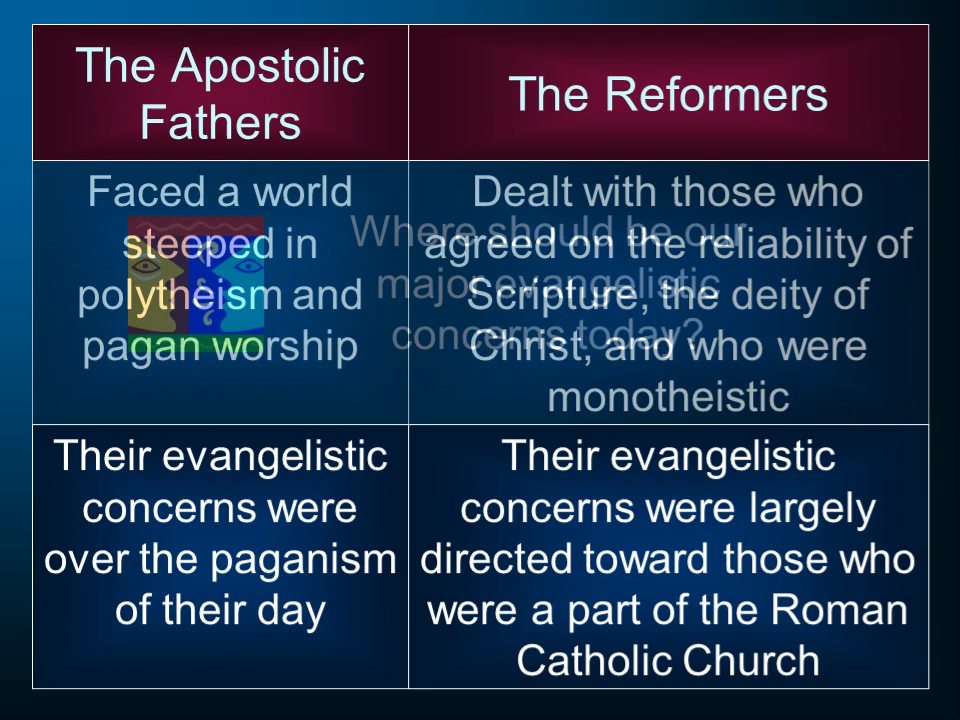 The Apostolic
Fathers
The Reformers
Faced a world
steeped in
polytheism and
pagan worship
Dealt with those who
agreed on the reliability of
Scripture, the deity of
Christ, and who were
monotheistic
Where should be our
major evangelistic
concerns today?
Their evangelistic
concerns were
over the paganism
of their day
Their evangelistic
concerns were largely
directed toward those who
were a part of the Roman
Catholic Church